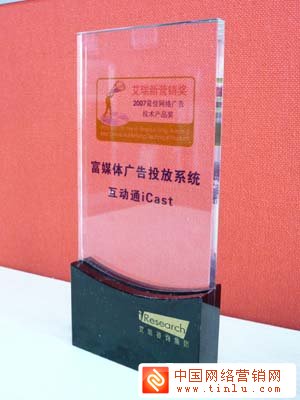 艾瑞新营销奖
2007最佳网络广告
技术产品奖
富媒体广告投放系统
互动通iCast
iResearch
艾瑞咨询集团
中国网络营销网
www.tinlu.com